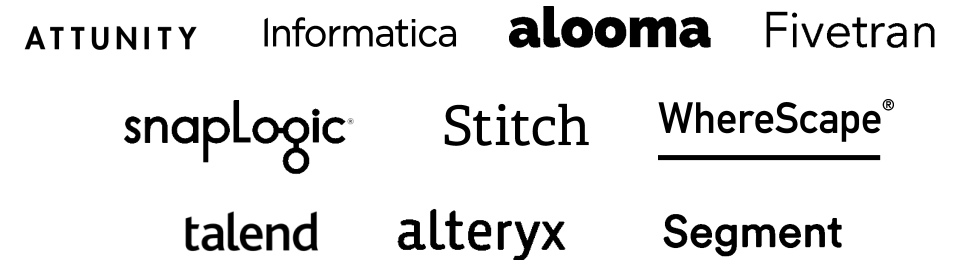 ATTUNITY Informatica alooma Fivetran
snapLogic® Stitch WhereScape®
talend alteryx Segment